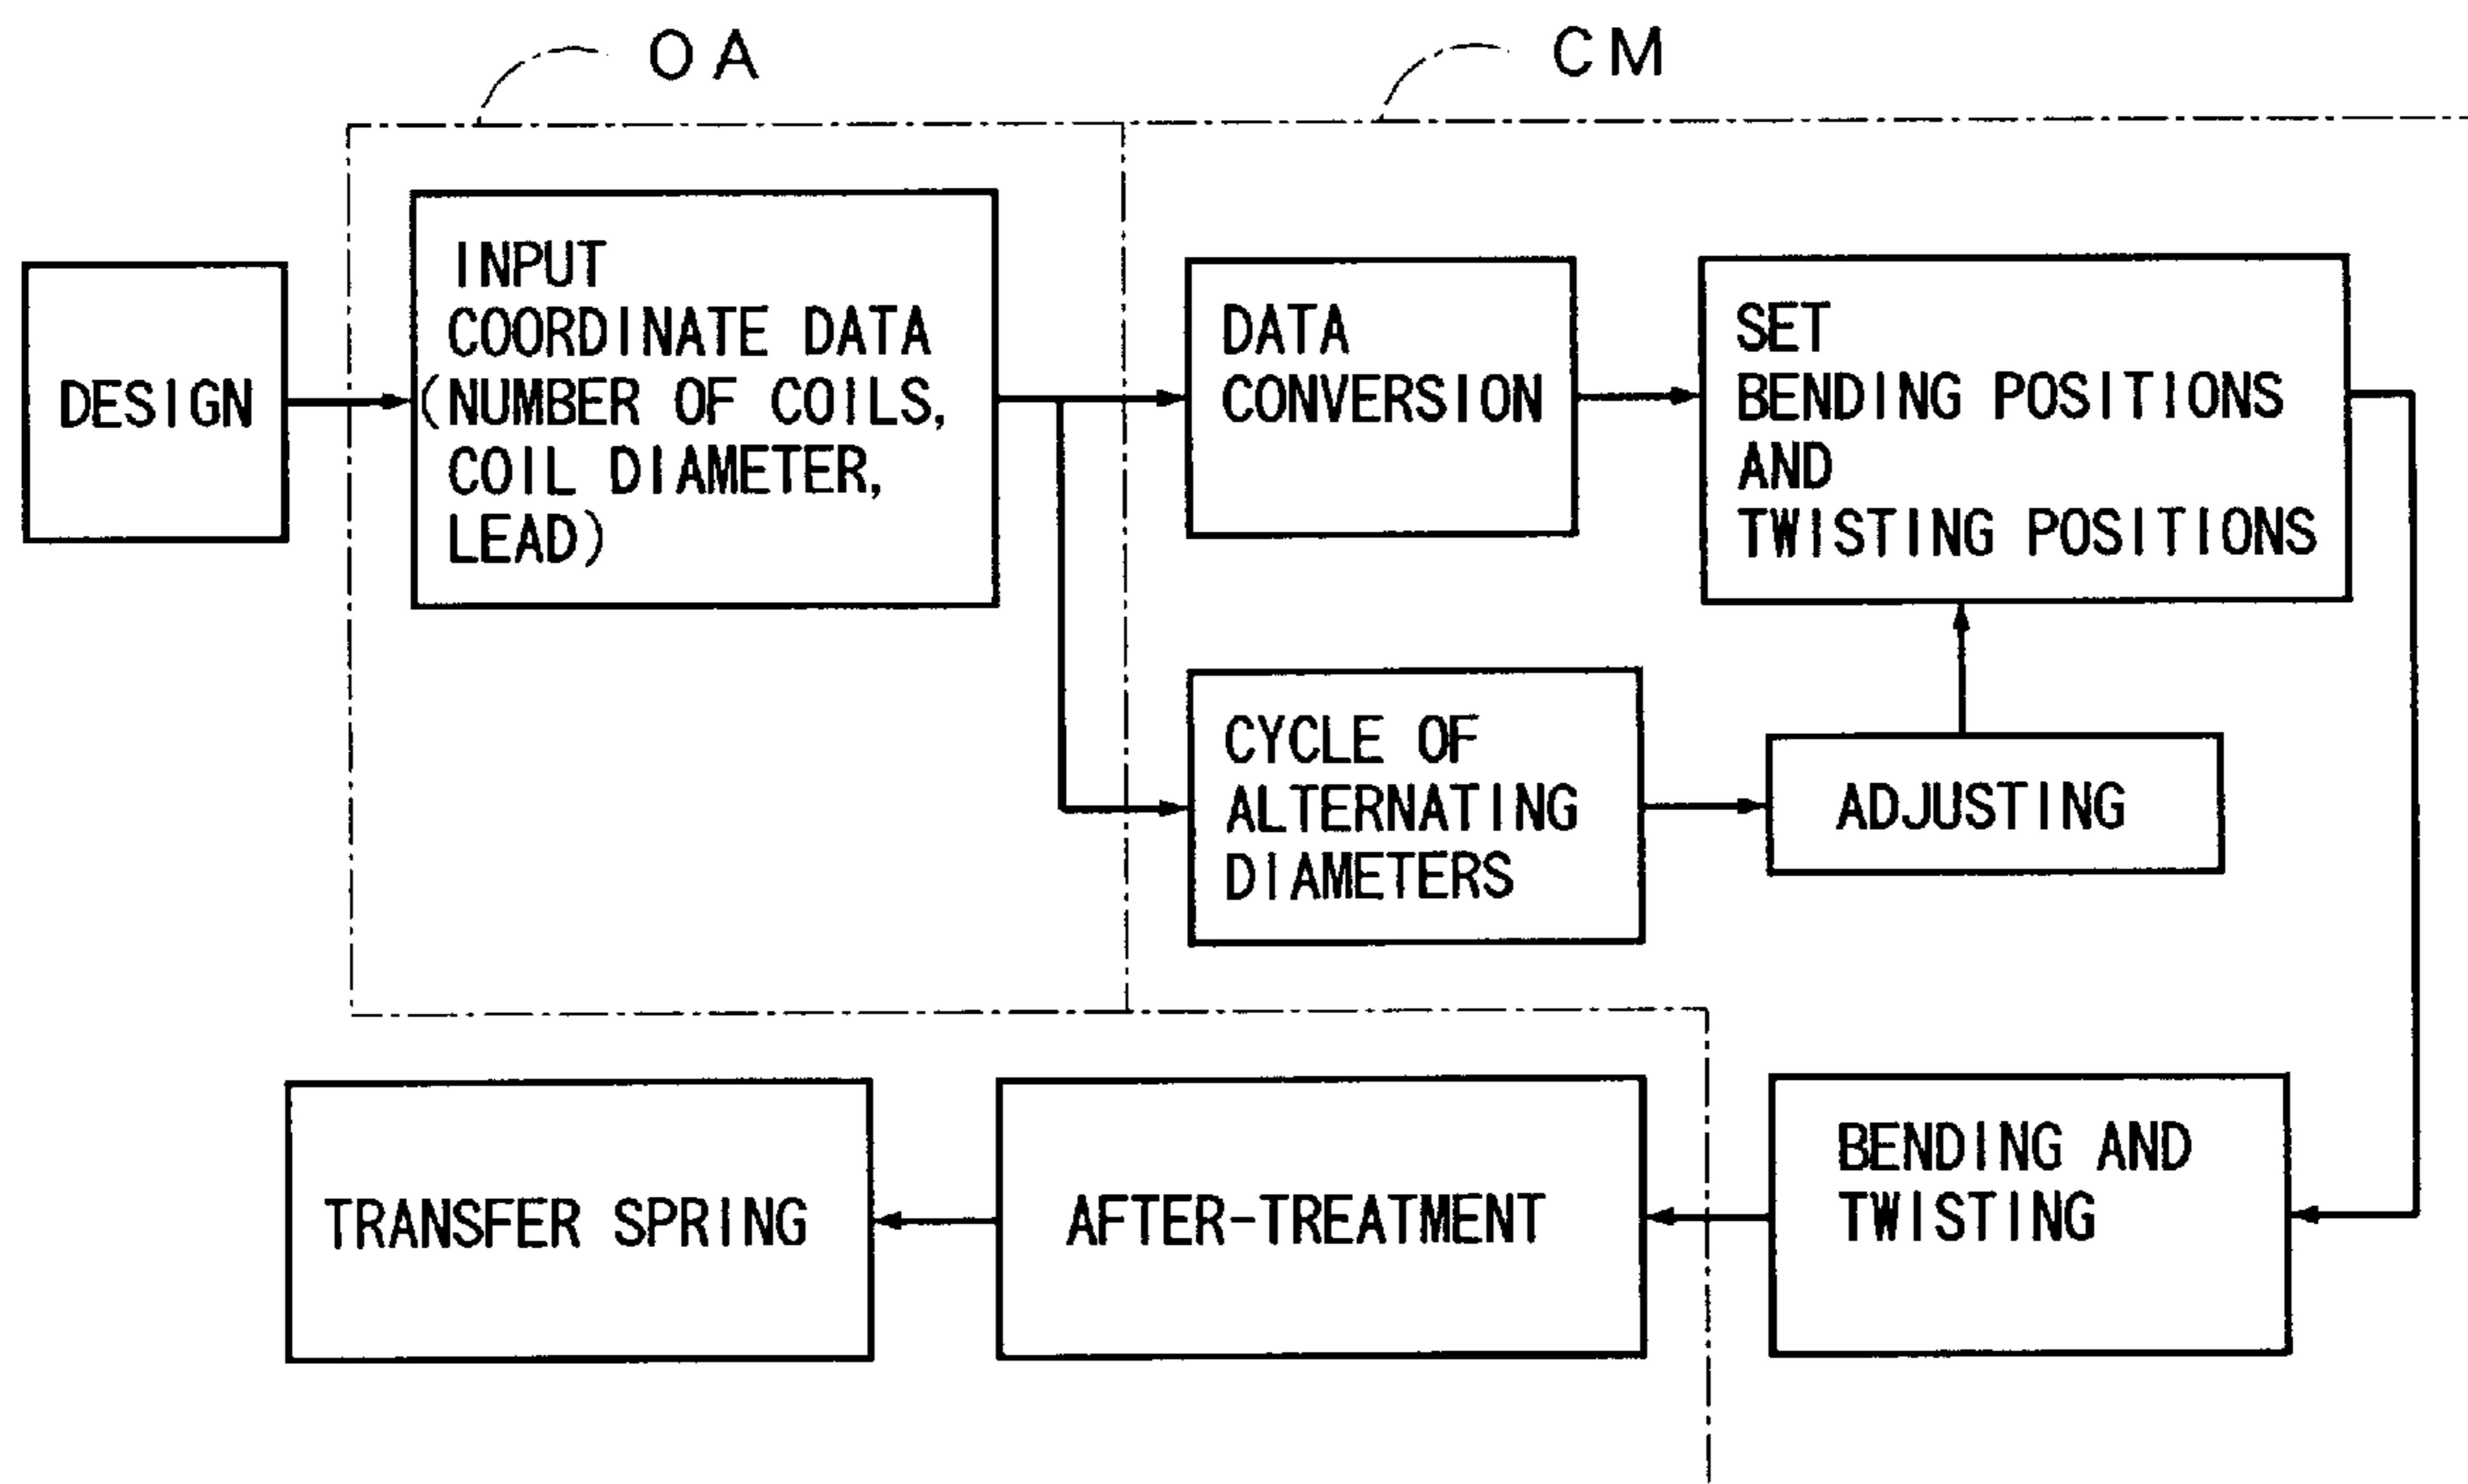 OA
CM
DESIGN
INPUT
COORDINATE DATA
(NUMBER OF COILS,
COIL DIAMETER,
LEAD)
DATA
CONVERSION
SET
BENDING POSITIONS
AND
TWISTING POSITIONS
CYCLE OF
ALTERNATING
DIAMETERS
ADJUSTING
BENDING AND
TWISTING
AFTER-TREATMENT
TRANSFER SPRING